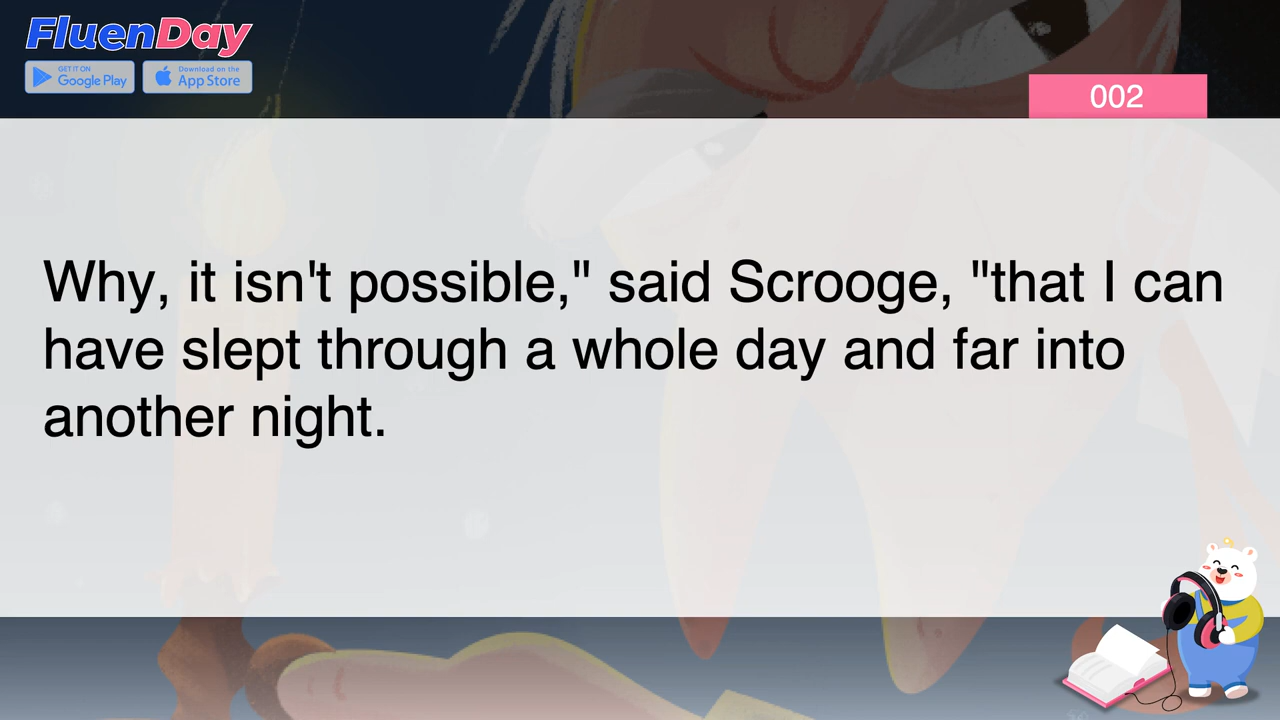 FluenDay
GET IT ON
Google Play
Download on the
App Store
002
Why, it isn't possible," said Scrooge, "that I can
have slept through a whole day and far into
another night.